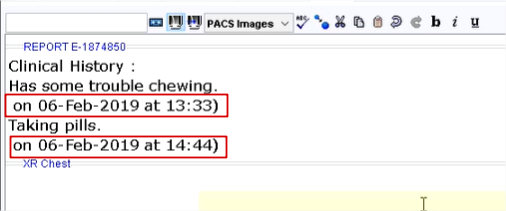 PACS Images
ABC
b i u
REPORT E-1874850
Clinical History :
Has some trouble chewing.
on 06-Feb-2019 at 13:33)
Taking pills.
on 06-Feb-2019 at 14:44)
XR Chest